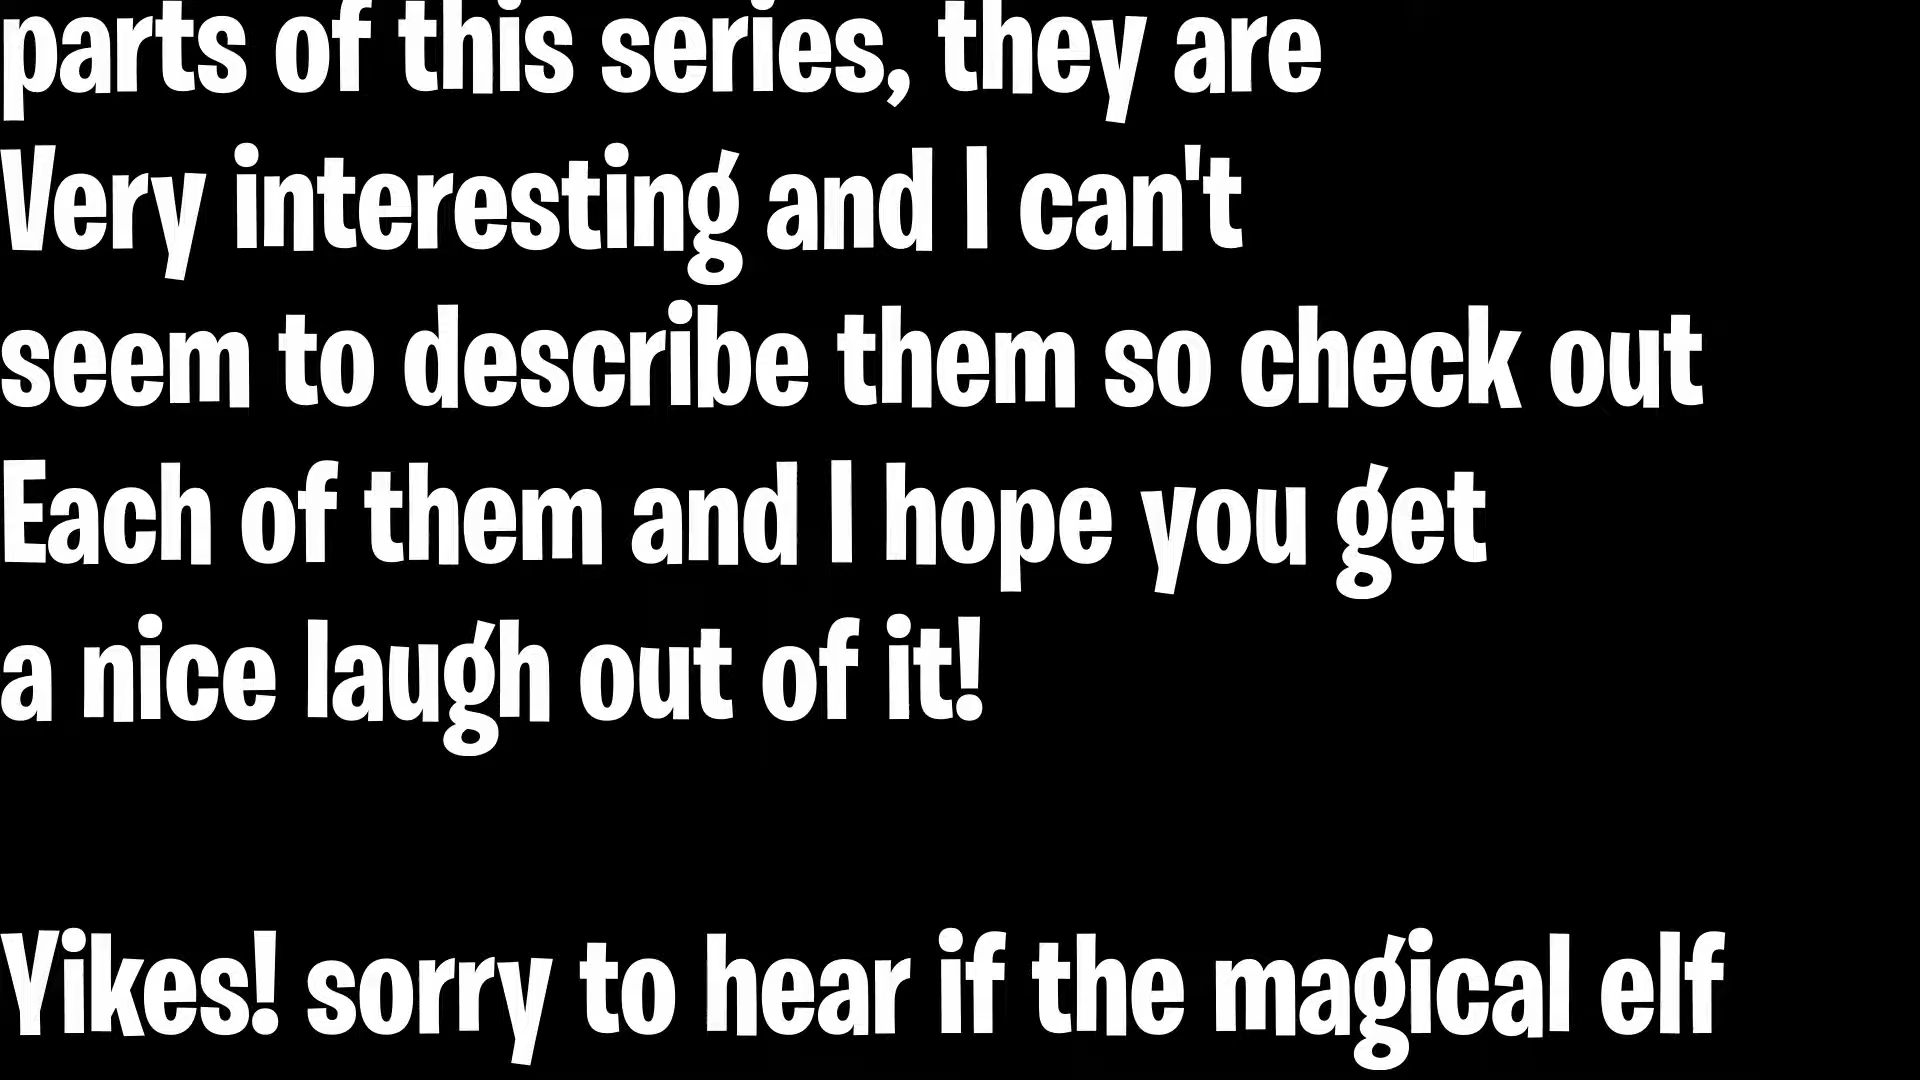 parts of this series, they are
Very interesting and I can't
seem to describe them so check out
Each of them and I hope you get
a nice laugh out of it!
Yikes! sorry to hear if the magical elf